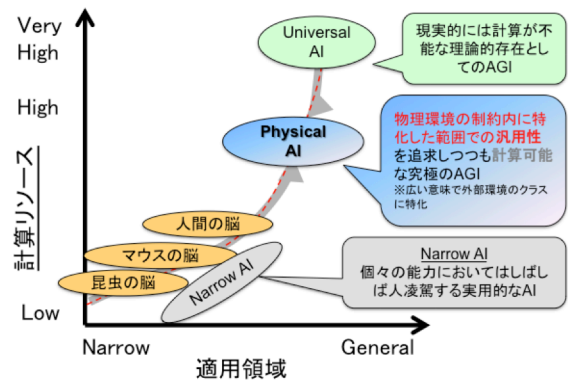 Very
High
High
計算リソース
Low
Narrow
General
適用領域
Universal
AI
Physical
AI
人間の脳
マウスの脳
昆虫の脳
Narrow AI
現実的には計算が不
能な理論的存在とし
てのAGI
物理環境の制約内に特
化した範囲での汎用性
を追求しつつも計算可能
な究極のAGI
※広い意味で外部環境のクラス
に特化
Narrow AI
個々の能力においてはしばし
ば人凌駕する実用的なAI